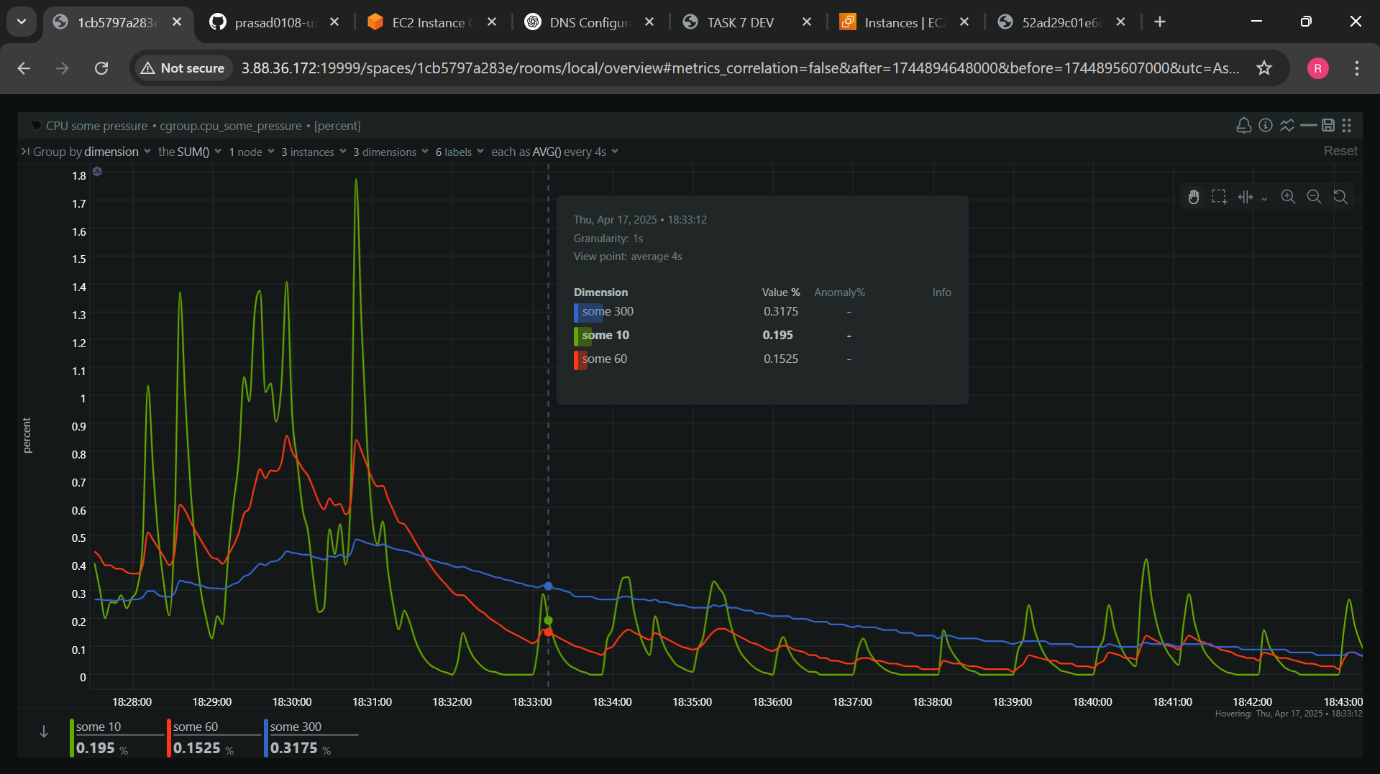 1cb5797a283e
prasad0108-u
EC2 Instance
DNS Configur
TASK 7 DEV
Instances | EC
52ad29c01e6
Not secure
3.88.36.172:19999/spaces/1cb5797a283e/rooms/local/overview#metrics_correlation=false&after=1744894648000&before=1744895607000&utc=As...
R
CPU some pressure • cgroup.cpu_some_pressure • [percent]
Group by dimension the SUM() 1 node 3 instances 3 dimensions 6 labels each as AVG() every 4s Reset
1.8
1.7
1.6
1.5
1.4
1.3
1.2
1.1
1
0.9
0.8
0.7
0.6
0.5
0.4
0.3
0.2
0.1
0
percent
Thu, Apr 17, 2025 • 18:33:12
Granularity: 1s
View point: average 4s
Dimension Value % Anomaly% Info
some 300 0.3175 -
some 10 0.195 -
some 60 0.1525 -
18:28:00 18:29:00 18:30:00 18:31:00 18:32:00 18:33:00 18:34:00 18:35:00 18:36:00 18:37:00 18:38:00 18:39:00 18:40:00 18:41:00 18:42:00 18:43:00
Hovering: Thu, Apr 17, 2025 • 18:33:12
some 10 some 60 some 300
0.195 % 0.1525 % 0.3175 %